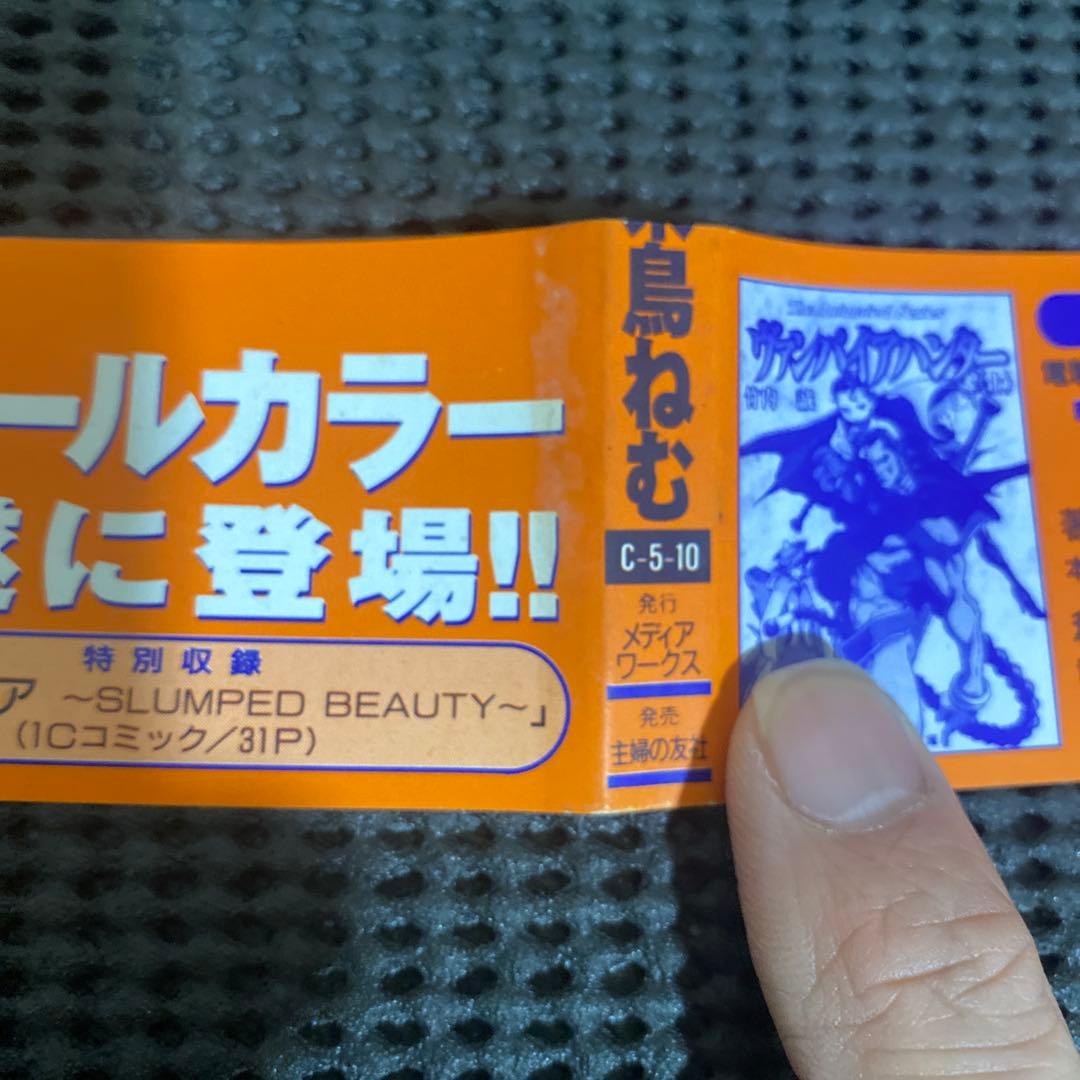 ールカラー
遂に登場!!
特別収録
ア ～SLUMPED BEAUTY～」
(1Cコミック/31P)
鳥ねむ
C-5-10
発行
メディア
ワークス
発売
主婦の友社
ヴァンパイアハンター